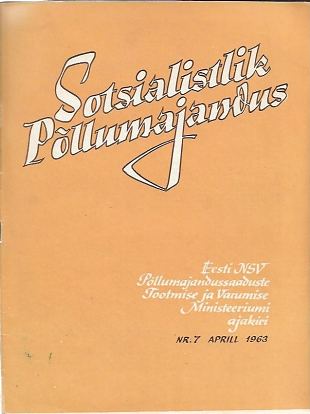 Sotsialistlik
Põllumajandus
Eesti NSV
Põllumajandussaaduste
Tootmise ja Varumise
Ministeeriumi
ajakiri
NR. 7 APRILL 1963